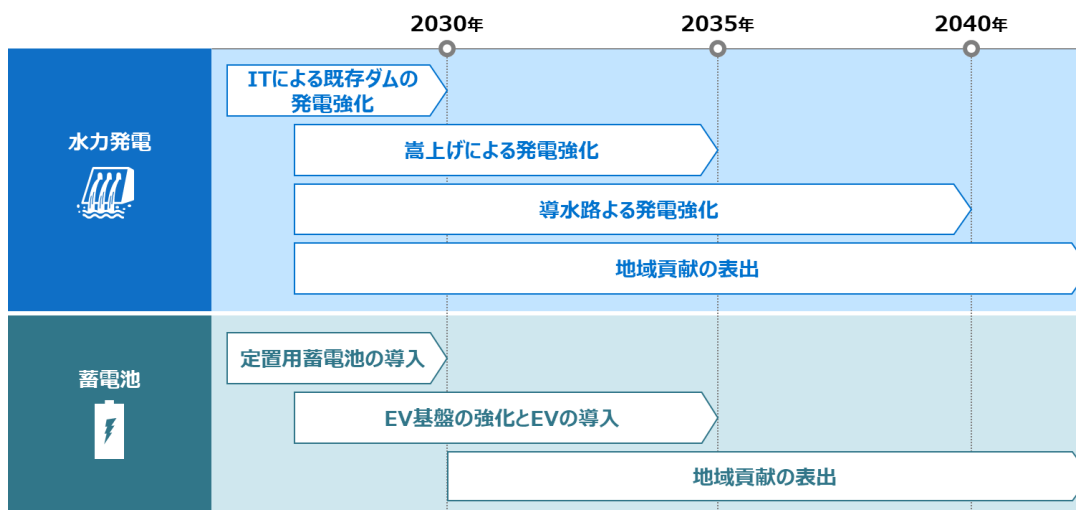 2030年
2035年
2040年
水力発電
ITによる既存ダムの
発電強化
嵩上げによる発電強化
導水路よる発電強化
地域貢献の表出
蓄電池
定置用蓄電池の導入
EV基盤の強化とEVの導入
地域貢献の表出